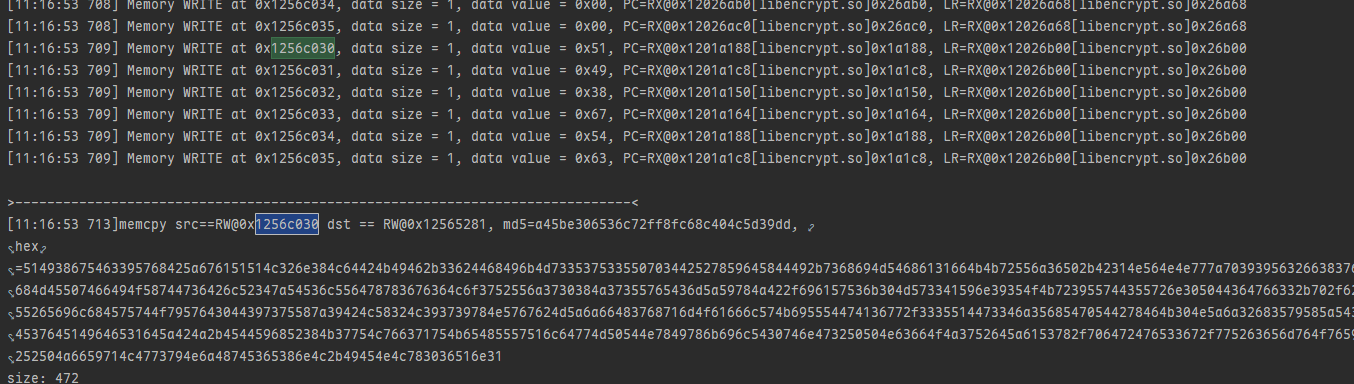 [11:16:53 708] Memory WRITE at 0x1256c034, data size = 1, data value = 0x00, PC=RX@0x12026ab0[libencrypt.so]0x26ab0, LR=RX@0x12026a68[libencrypt.so]0x26a68
[11:16:53 708] Memory WRITE at 0x1256c035, data size = 1, data value = 0x00, PC=RX@0x12026ac0[libencrypt.so]0x26ac0, LR=RX@0x12026a68[libencrypt.so]0x26a68
[11:16:53 709] Memory WRITE at 0x1256c030, data size = 1, data value = 0x51, PC=RX@0x1201a188[libencrypt.so]0x1a188, LR=RX@0x12026b00[libencrypt.so]0x26b00
[11:16:53 709] Memory WRITE at 0x1256c031, data size = 1, data value = 0x49, PC=RX@0x1201a1c8[libencrypt.so]0x1a1c8, LR=RX@0x12026b00[libencrypt.so]0x26b00
[11:16:53 709] Memory WRITE at 0x1256c032, data size = 1, data value = 0x38, PC=RX@0x1201a150[libencrypt.so]0x1a150, LR=RX@0x12026b00[libencrypt.so]0x26b00
[11:16:53 709] Memory WRITE at 0x1256c033, data size = 1, data value = 0x67, PC=RX@0x1201a164[libencrypt.so]0x1a164, LR=RX@0x12026b00[libencrypt.so]0x26b00
[11:16:53 709] Memory WRITE at 0x1256c034, data size = 1, data value = 0x54, PC=RX@0x1201a188[libencrypt.so]0x1a188, LR=RX@0x12026b00[libencrypt.so]0x26b00
[11:16:53 709] Memory WRITE at 0x1256c035, data size = 1, data value = 0x63, PC=RX@0x1201a1c8[libencrypt.so]0x1a1c8, LR=RX@0x12026b00[libencrypt.so]0x26b00
>-----------------------------------------------------------------------------<
[11:16:53 713]memcpy src==RW@0x1256c030 dst == RW@0x12565281, md5=a45be306536c72ff8fc68c404c5d39dd,
hex
=514938675463395768425a676151514c326e384c64424b49462b33624468496b4d733537533550703442527859645844492b7368694d54686131664b4b72556a36502b42314e564e4e777a70393956326638376
684d45507466494f58744736426c52347a54536c556478783676364c6f3752556a3730384a37355765436d5a59784a422f696157536b304d573341596e39354f4b723955744355726e305044364766332b702f62
55265696c684575744f7957643044397375587a39424c58324c393739784e5767624d5a6a66483768716d4f61666c574b695554474136772f3335514473346a35685470544278464b304e5a6a32683579585a543
4537645149646531645a424a2b4544596852384b37754c766371754b65485557516c64774d50544e7849786b696c5430746e473250504e63664f4a3752645a6153782f706472476533672f775263656d764f7659
252504a6659714c4773794e6a48745365386e4c2b49454e4c783036516e31
size: 472